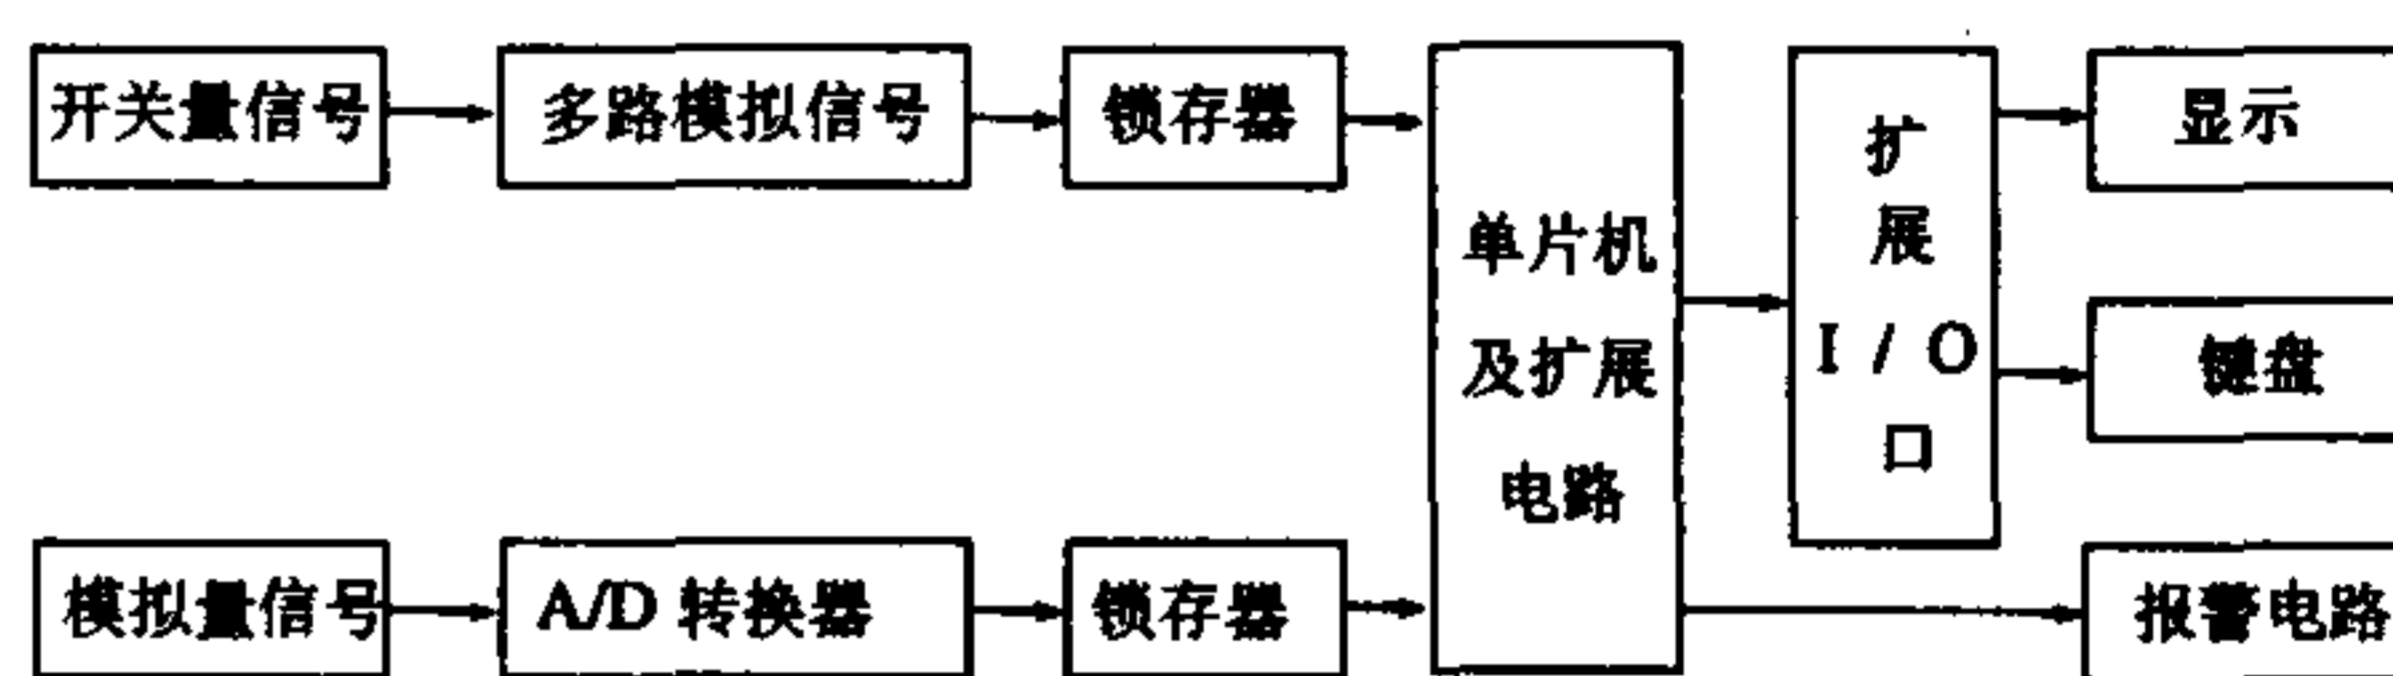 开关量信号
多路模拟信号
锁存器
单片机
及扩展
电路
扩
展
I / O
口
显示
键盘
模拟量信号
A/D 转换器
锁存器
报警电路